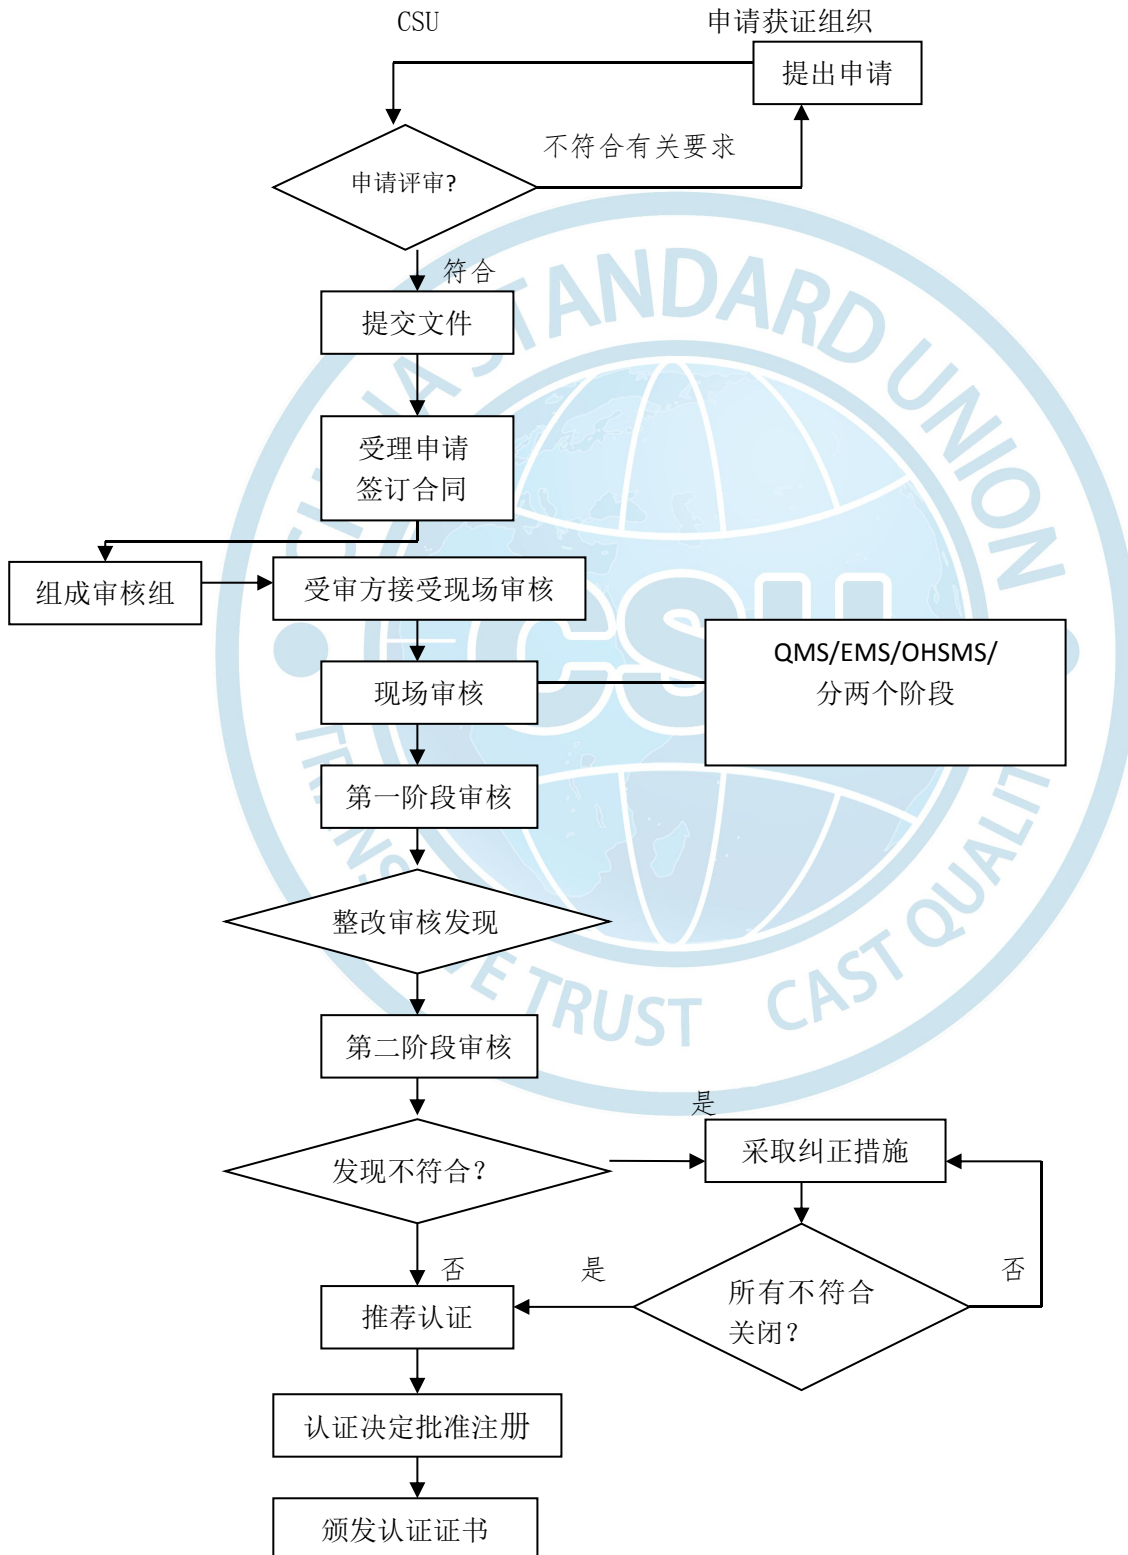 CSU
申请获证组织
提出申请
不符合有关要求
申请评审?
符合
提交文件
受理申请
签订合同
组成审核组
受审方接受现场审核
QMS/EMS/OHSMS/
分两个阶段
现场审核
第一阶段审核
整改审核发现
第二阶段审核
是
采取纠正措施
发现不符合？
否
是
否
所有不符合
关闭？
推荐认证
认证决定批准注册
颁发认证证书
CHINA STANDARD UNION
CSU
CAST QUALIT